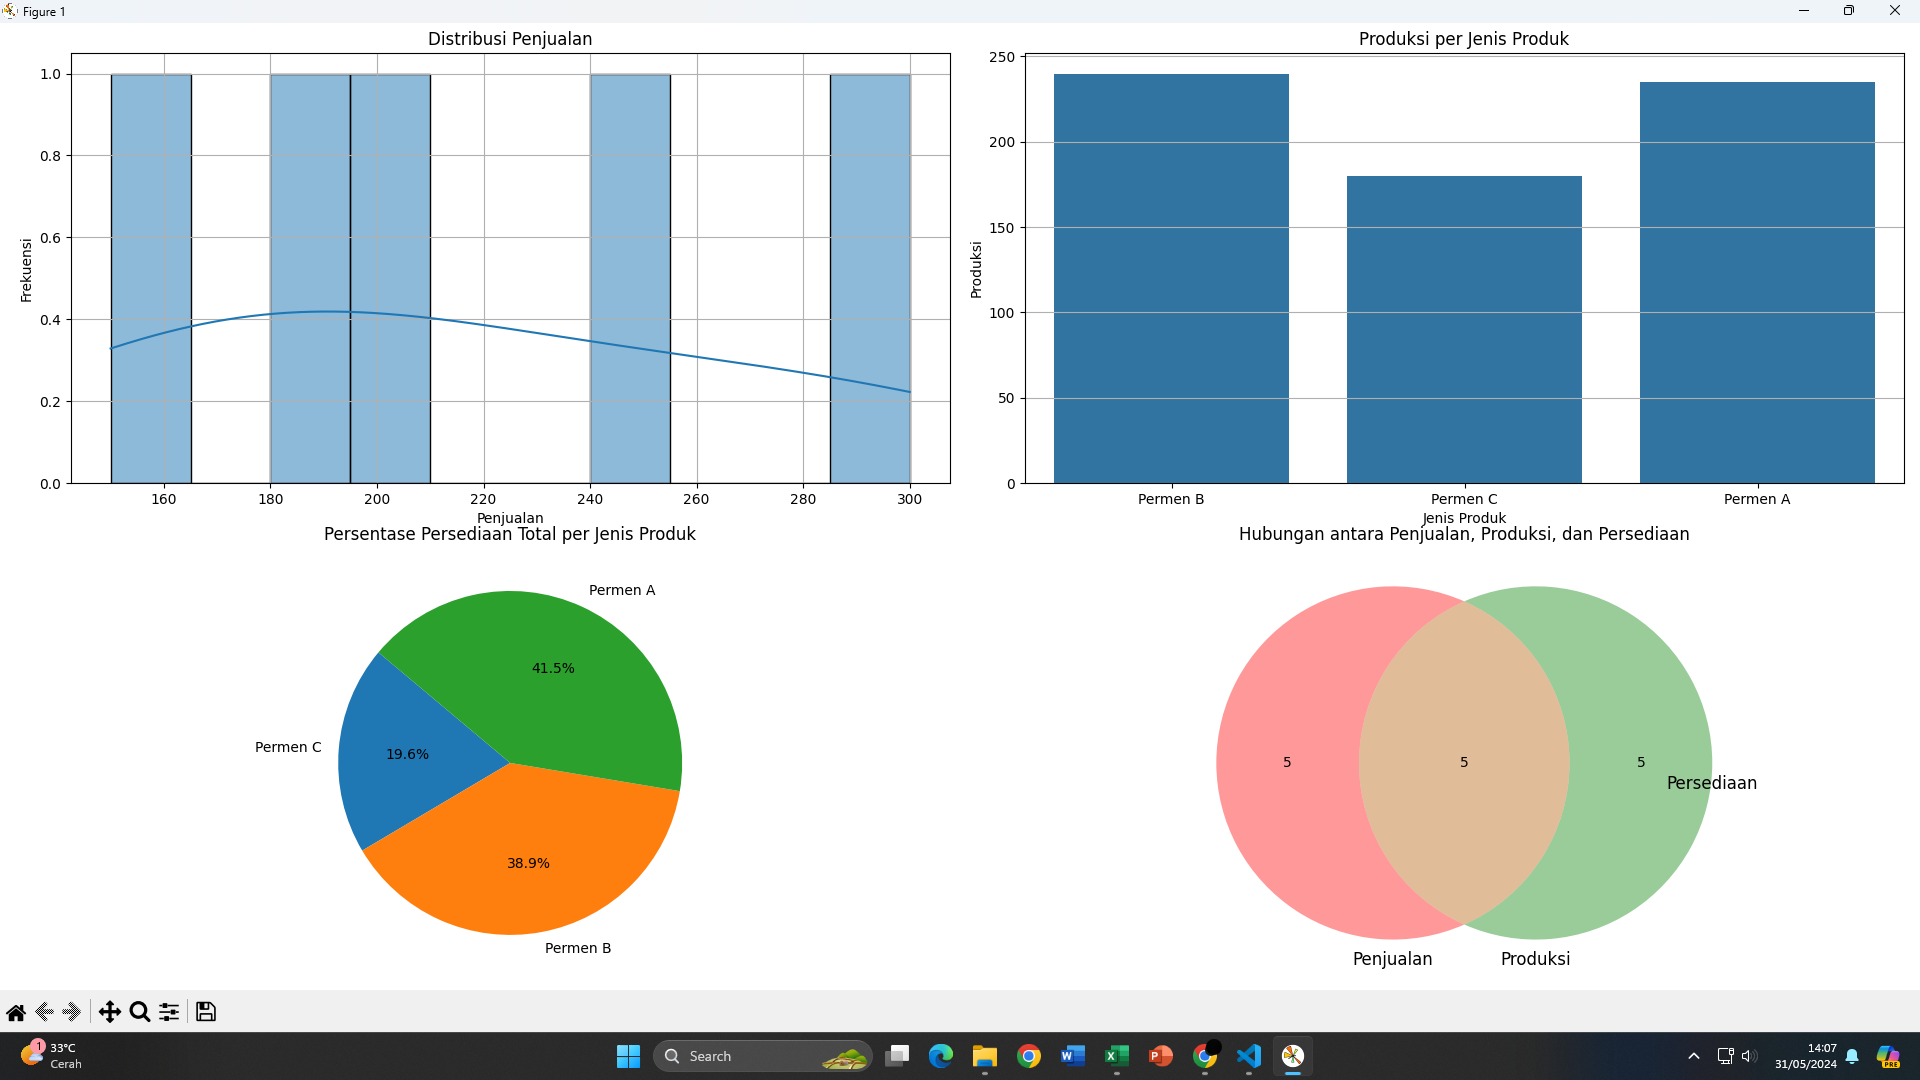 Figure 1
Distribusi Penjualan
1.0
0.8
0.6
0.4
0.2
0.0
Frekuensi
160 180 200 220 240 260 280 300
Penjualan
Produksi per Jenis Produk
250
200
150
100
50
0
Produksi
Permen B Permen C Permen A
Jenis Produk
Persentase Persediaan Total per Jenis Produk
Permen A
41.5%
Permen C
19.6%
38.9%
Permen B
Hubungan antara Penjualan, Produksi, dan Persediaan
5 5 5
Persediaan
Penjualan Produksi
1
33°C
Cerah
Search
W
X
P
14:07
31/05/2024
PRE